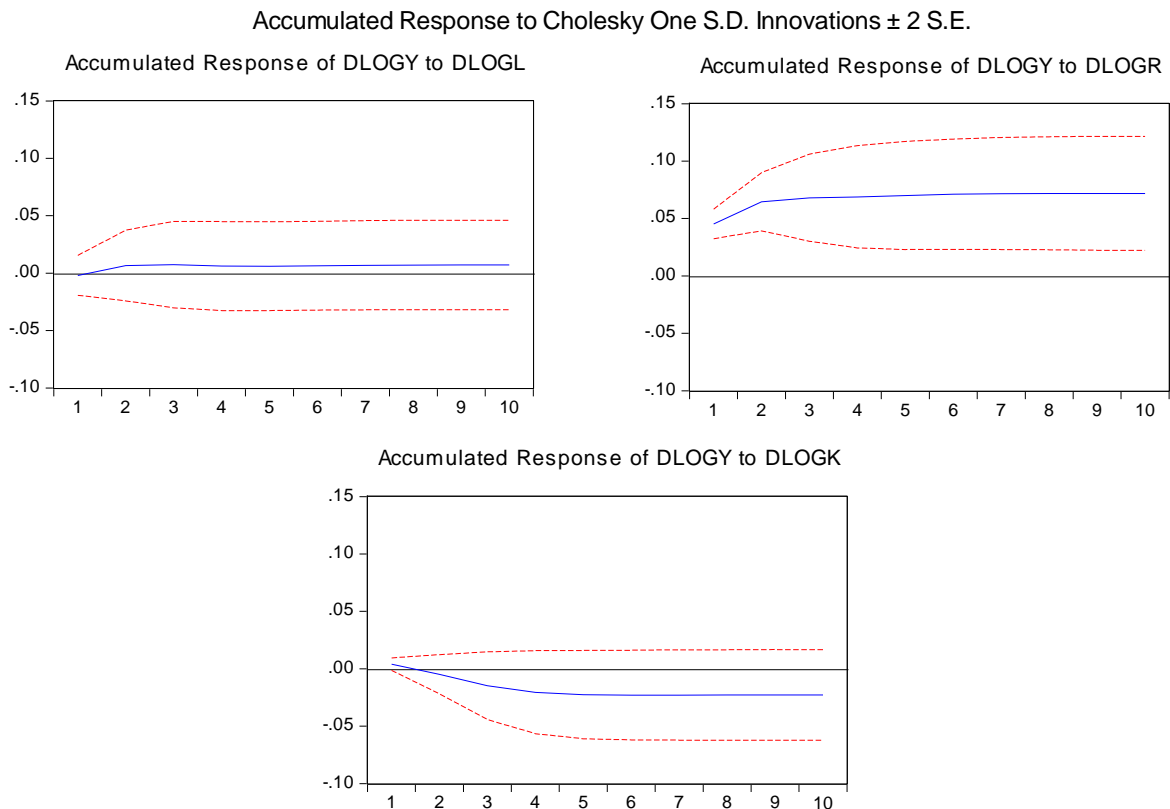 Accumulated Response to Cholesky One S.D. Innovations ± 2 S.E.
Accumulated Response of DLOGY to DLOGL
.15
.10
.05
.00
-.05
-.10
1 2 3 4 5 6 7 8 9 10
Accumulated Response of DLOGY to DLOGR
.15
.10
.05
.00
-.05
-.10
1 2 3 4 5 6 7 8 9 10
Accumulated Response of DLOGY to DLOGK
.15
.10
.05
.00
-.05
-.10
1 2 3 4 5 6 7 8 9 10